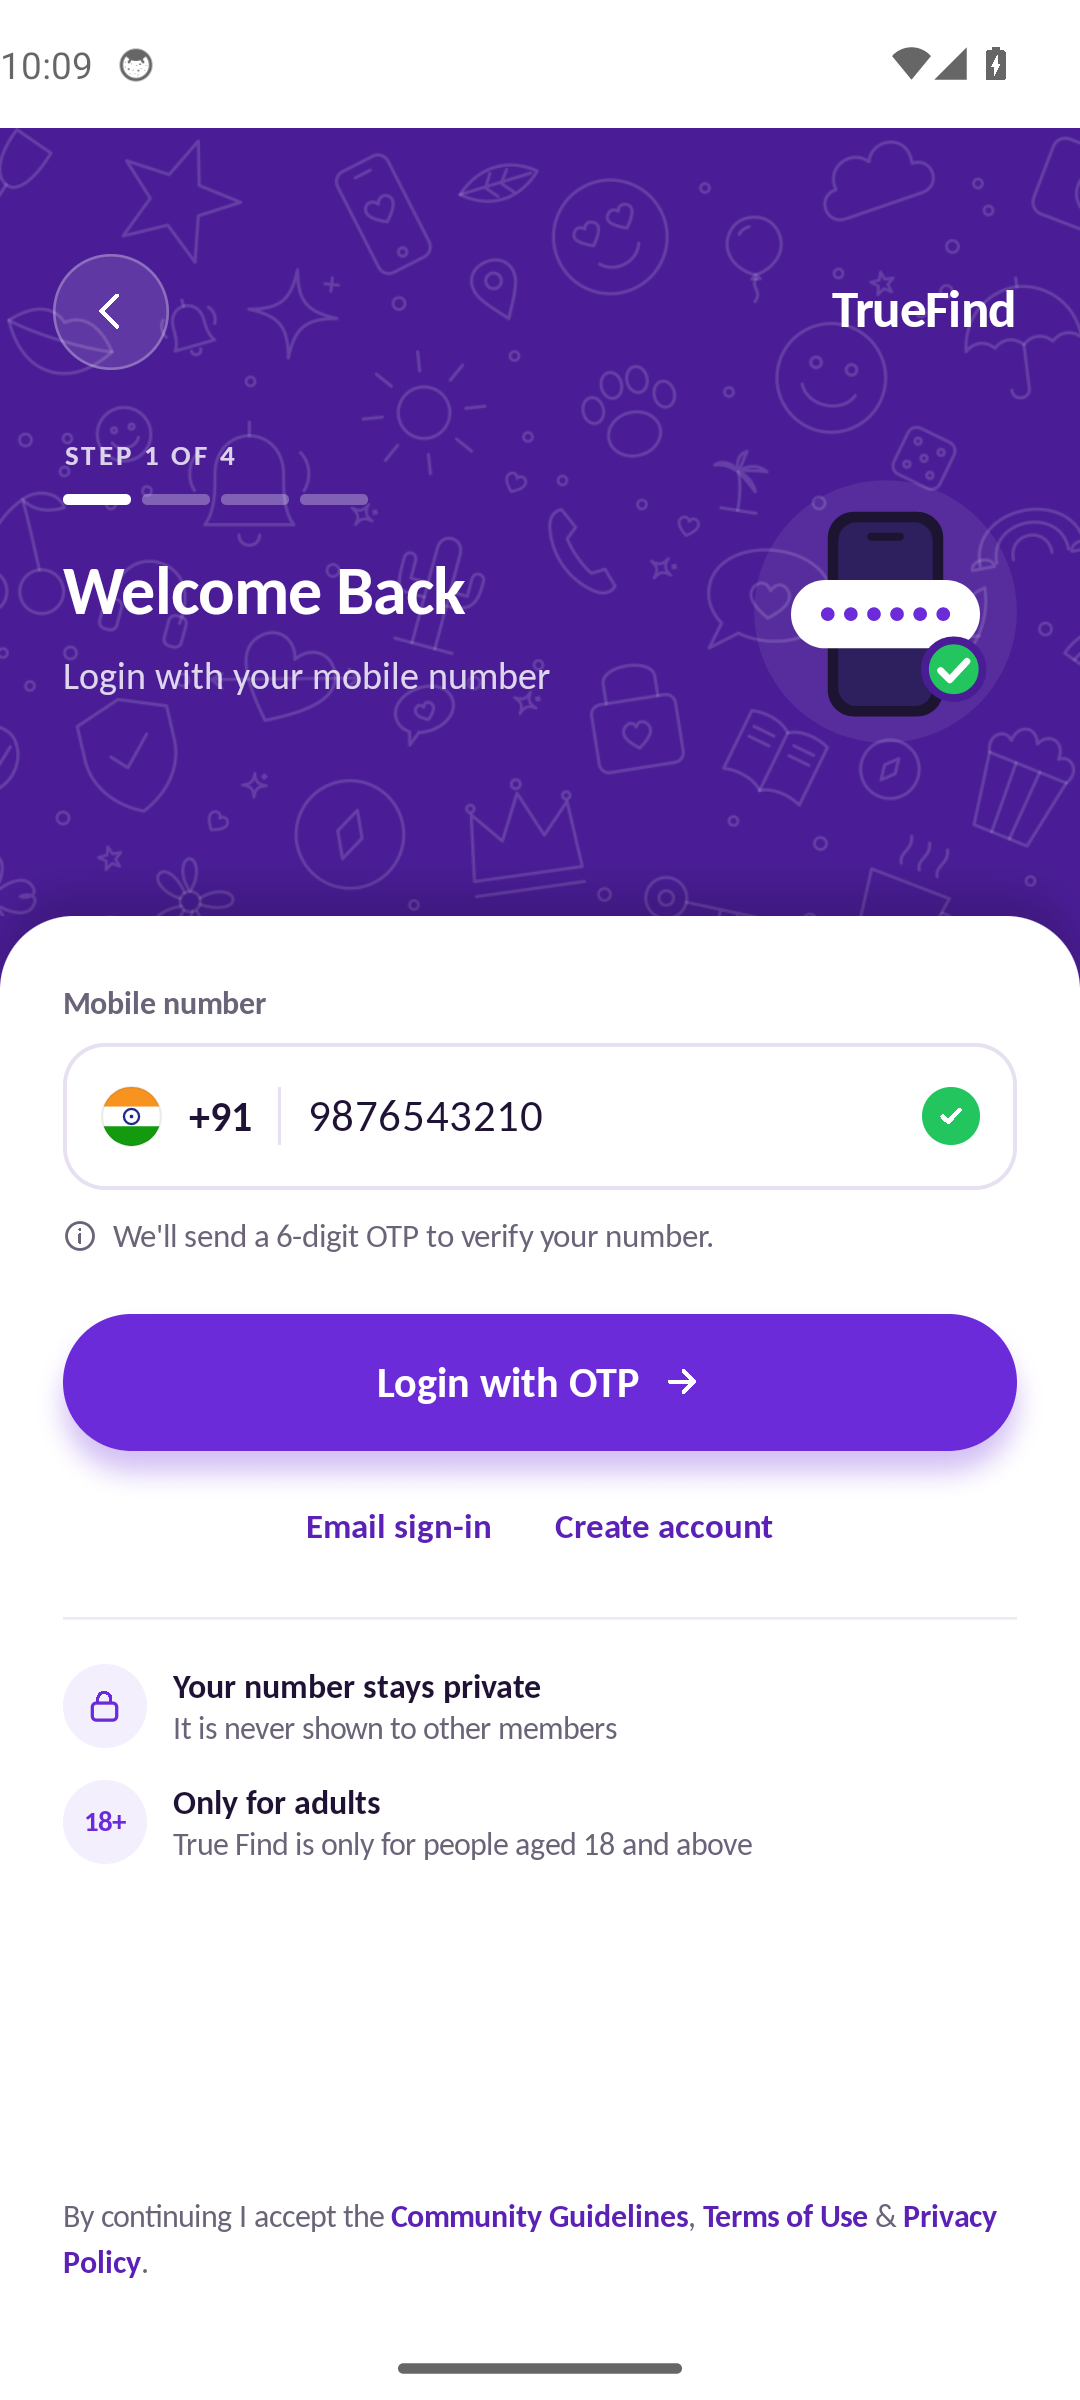 10:09
TrueFind
STEP 1 OF 4
Welcome Back
Login with your mobile number
Mobile number
+91 9876543210
We'll send a 6-digit OTP to verify your number.
Login with OTP
Email sign-in Create account
Your number stays private
It is never shown to other members
18+ Only for adults
True Find is only for people aged 18 and above
By continuing I accept the Community Guidelines, Terms of Use & Privacy
Policy.